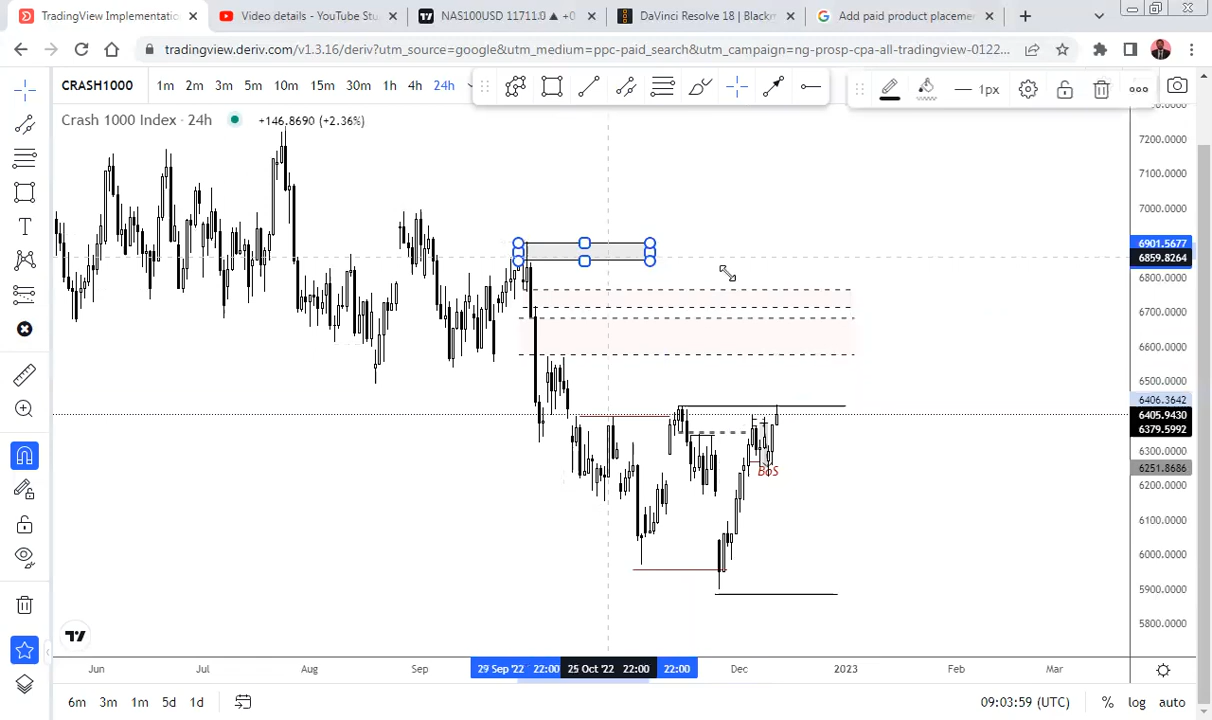 TradingView Implementatic
Video details - YouTube Stu
NAS100USD 11711.0 ▲ +0
DaVinci Resolve 18 | Blackm
Add paid product placeme
tradingview.deriv.com/v1.3.16/deriv?utm_source=google&utm_medium=ppc-paid_search&utm_campaign=ng-prosp-cpa-all-tradingview-0122...
CRASH1000
1m 2m 3m 5m 10m 15m 30m 1h 4h 24h
1px
Crash 1000 Index · 24h
+146.8690 (+2.36%)
7200.0000
7100.0000
7000.0000
6901.5677
6859.8264
6800.0000
6700.0000
6600.0000
6500.0000
6406.3642
6405.9430
6379.5992
6300.0000
6251.8686
6200.0000
6100.0000
6000.0000
5900.0000
5800.0000
BoS
Jun Jul Aug Sep 29 Sep '22 22:00 25 Oct '22 22:00 22:00 Dec 2023 Feb Mar
6m 3m 1m 5d 1d
09:03:59 (UTC) % log auto